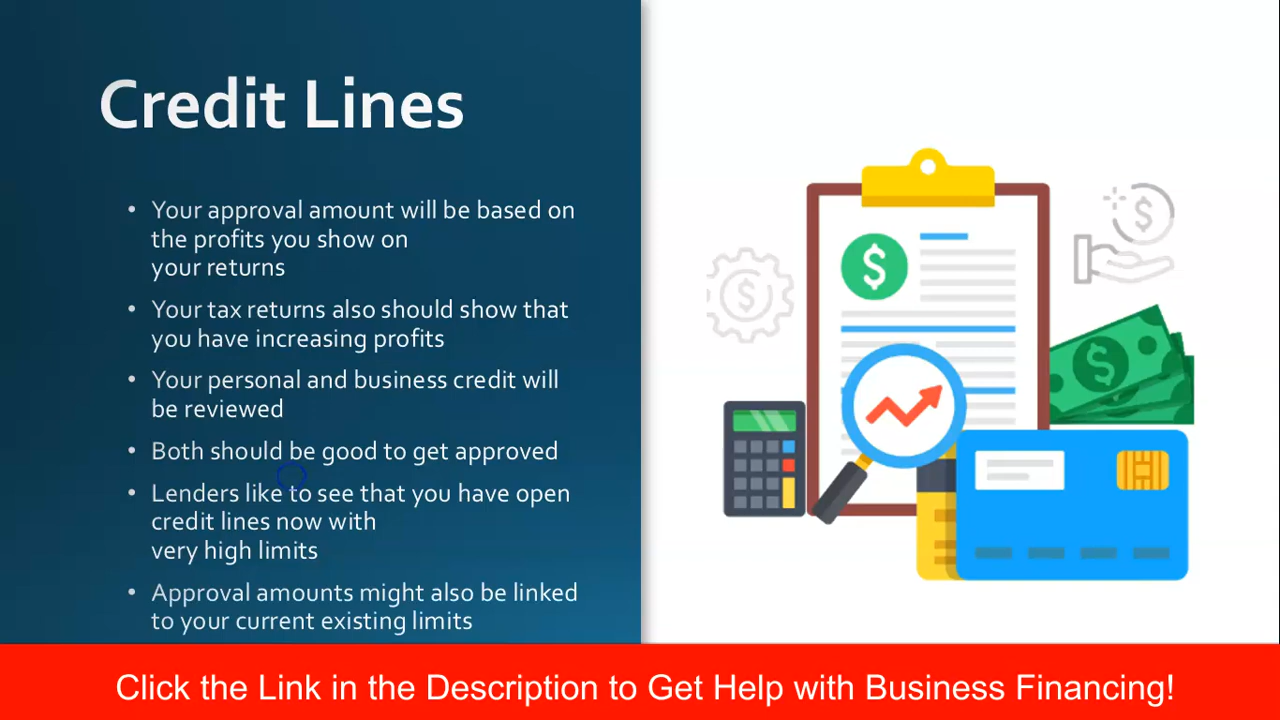 Credit Lines
• Your approval amount will be based on
the profits you show on
your returns
• Your tax returns also should show that
you have increasing profits
• Your personal and business credit will
be reviewed
• Both should be good to get approved
• Lenders like to see that you have open
credit lines now with
very high limits
• Approval amounts might also be linked
to your current existing limits
$
$
$
$
Click the Link in the Description to Get Help with Business Financing!